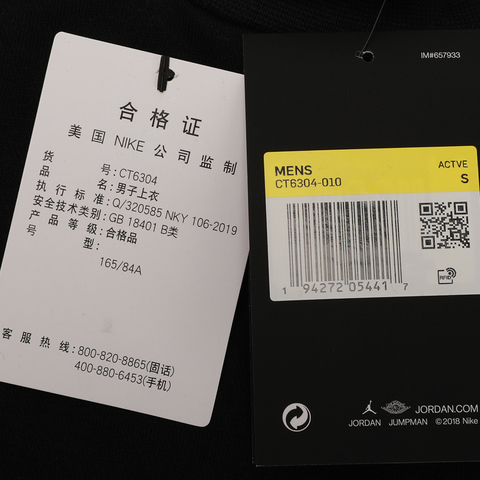 合格证
美国 NIKE 公司监制
货号: CT6304
品名: 男子上衣
执行标准: Q/320585 NKY 106-2019
安全技术类别: GB 18401 B类
产品等级: 合格品
号型:
165/84A
客服热线: 800-820-8865(固话)
400-880-6453(手机)
IM#657933
MENS
CT6304-010
ACTVE
S
1 94272 05441 7
RFID
JORDAN.COM
JORDAN JUMPMAN ©2018 Nike